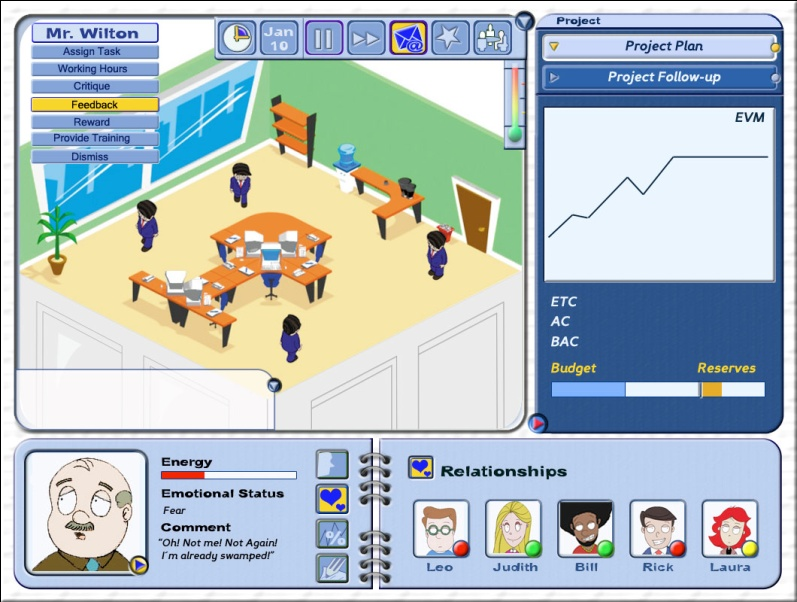 Mr. Wilton
Assign Task
Working Hours
Critique
Feedback
Reward
Provide Training
Dismiss
Jan
10
Project
Project Plan
Project Follow-up
EVM
ETC
AC
BAC
Budget
Reserves
Energy
Emotional Status
Fear
Comment
"Oh! Not me! Not Again!
I'm already swamped!"
Relationships
Leo
Judith
Bill
Rick
Laura